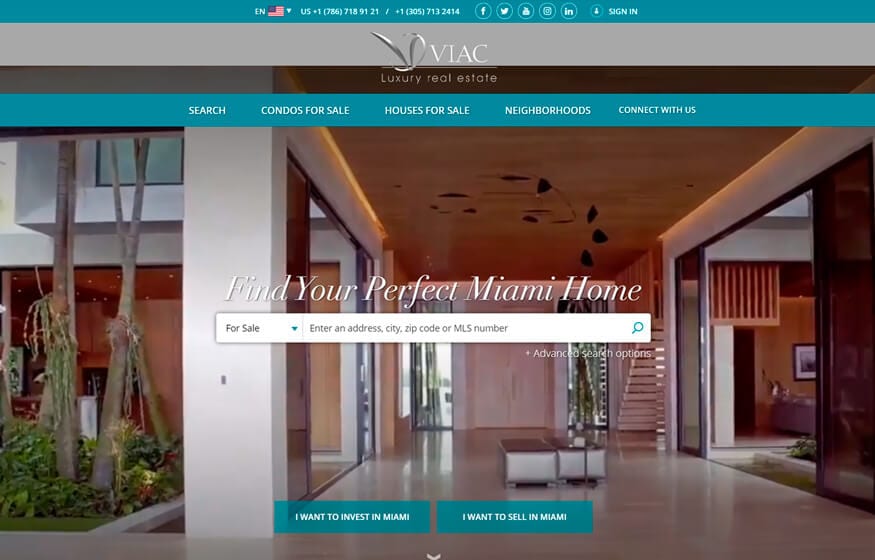 EN US +1 (786) 718 91 21 / +1 (305) 713 2414 SIGN IN
VIAC
Luxury real estate
SEARCH CONDOS FOR SALE HOUSES FOR SALE NEIGHBORHOODS CONNECT WITH US
Find Your Perfect Miami Home
For Sale Enter an address, city, zip code or MLS number
+ Advanced search options
I WANT TO INVEST IN MIAMI I WANT TO SELL IN MIAMI